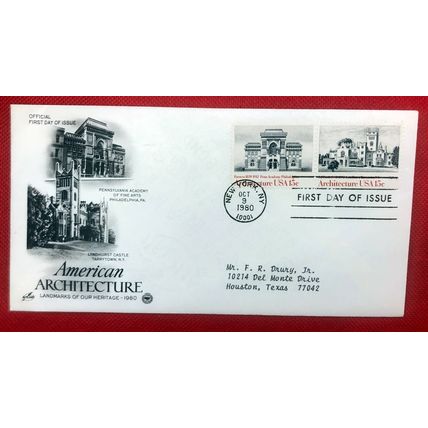 OFFICIAL
FIRST DAY OF ISSUE
PENNSYLVANIA ACADEMY
OF FINE ARTS
PHILADELPHIA, PA.
LYNDHURST CASTLE
TARRYTOWN, N.Y.
American
ARCHITECTURE
LANDMARKS OF OUR HERITAGE - 1980
Architecture USA 15c
Architecture USA 15c
NEW YORK, NY
OCT
9
1980
10001
FIRST DAY OF ISSUE
Mr. F. R. Drury, Jr.
10214 Del Monte Drive
Houston, Texas 77042